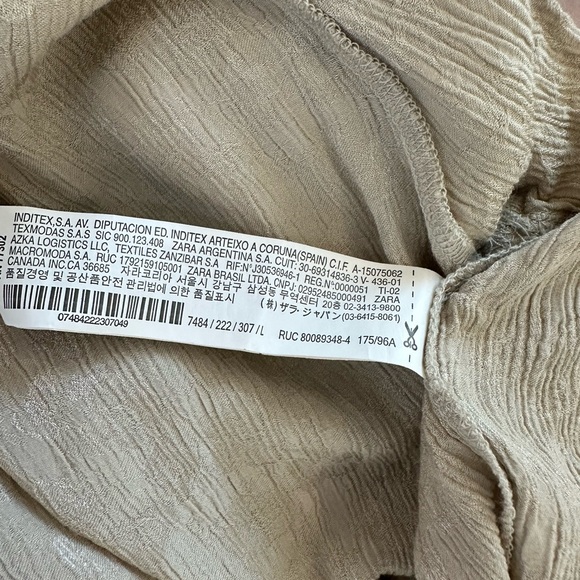 INDITEX,S.A. AV. DIPUTACION ED. INDITEX ARTEIXO A CORUNA(SPAIN) C.I.F. A-15075062
TEXMODAS S.A.S SIC 900.123.408 ZARA ARGENTINA S.A. CUIT: 30-69314836-3 V-436-01
AZKA LOGISTICS LLC, TEXTILES ZANZIBAR S.A. RIF:Nº J30536946-1 REG.Nº0000051 TI-02
MACROMODA S.A. RÚC 1792159105001 ZARA BRASIL LTDA, CNPJ: 02952485000491 ZARA
CANADA INC.CA 36685 자라코리아 서울시 강남구 삼성동 무역센터 20층 02-3413-9800
품질경영 및 공산품안전 관리법에 의한 품질표시 (株) ザラ・ジャパン (03-6415-8061)
07484222307049 7484 / 222 / 307 / L RUC 80089348-4 175/96A